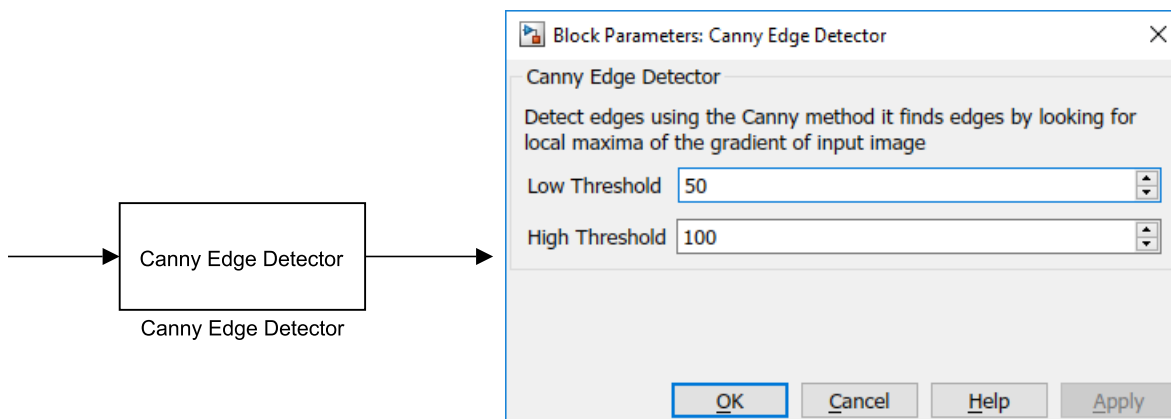 Canny Edge Detector
Canny Edge Detector
Block Parameters: Canny Edge Detector
Canny Edge Detector
Detect edges using the Canny method it finds edges by looking for
local maxima of the gradient of input image
Low Threshold 50
High Threshold 100
OK Cancel Help Apply